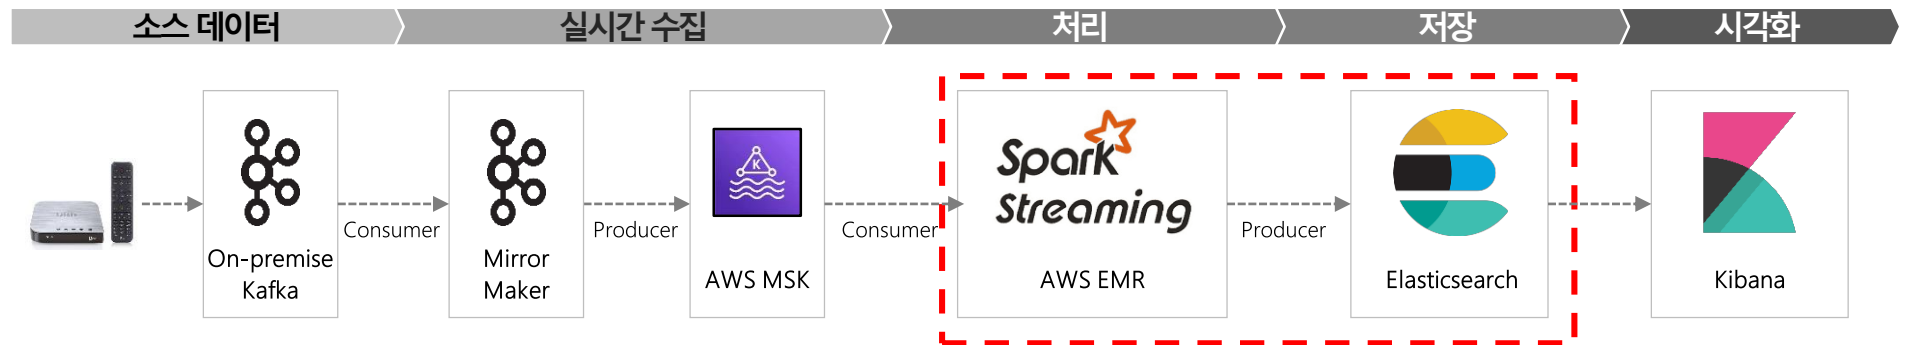 소스 데이터
실시간 수집
처리
저장
시각화
On-premise
Kafka
Consumer
Mirror
Maker
Producer
K
AWS MSK
Consumer
Spark
Streaming
AWS EMR
Producer
Elasticsearch
Kibana